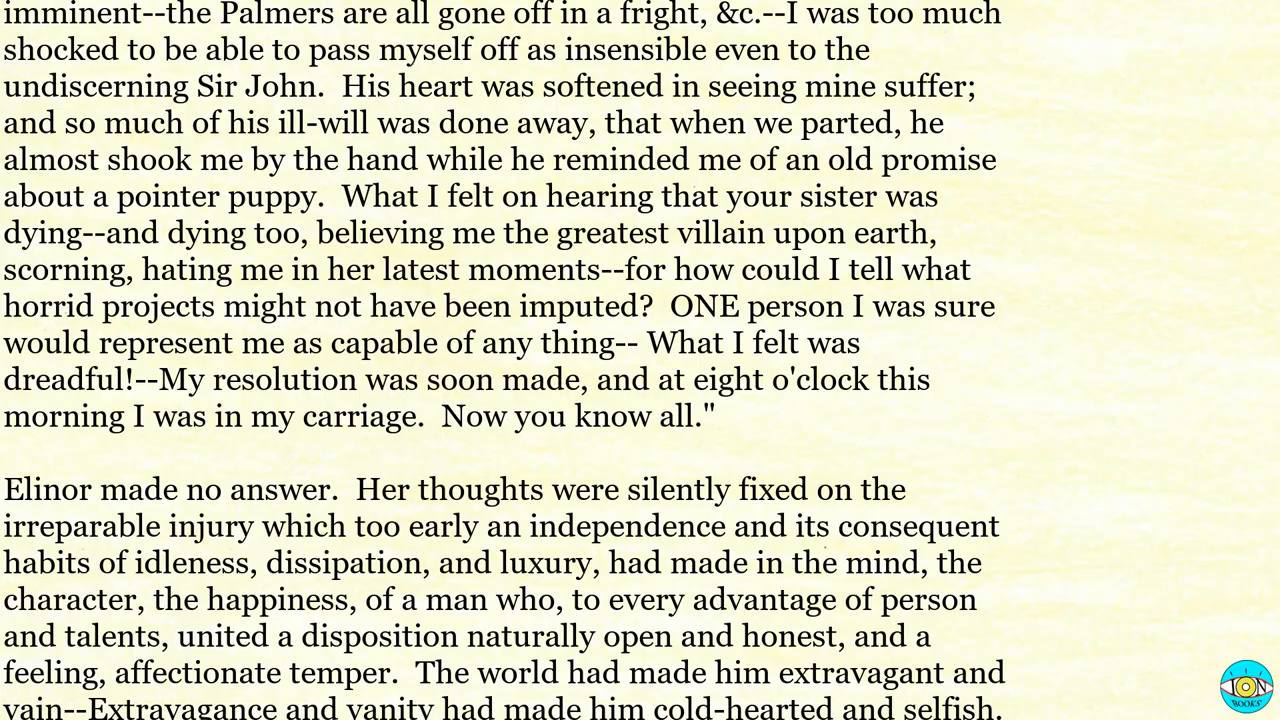 imminent--the Palmers are all gone off in a fright, &c.--I was too much
shocked to be able to pass myself off as insensible even to the
undiscerning Sir John.  His heart was softened in seeing mine suffer;
and so much of his ill-will was done away, that when we parted, he
almost shook me by the hand while he reminded me of an old promise
about a pointer puppy.  What I felt on hearing that your sister was
dying--and dying too, believing me the greatest villain upon earth,
scorning, hating me in her latest moments--for how could I tell what
horrid projects might not have been imputed?  ONE person I was sure
would represent me as capable of any thing-- What I felt was
dreadful!--My resolution was soon made, and at eight o'clock this
morning I was in my carriage.  Now you know all."
Elinor made no answer.  Her thoughts were silently fixed on the
irreparable injury which too early an independence and its consequent
habits of idleness, dissipation, and luxury, had made in the mind, the
character, the happiness, of a man who, to every advantage of person
and talents, united a disposition naturally open and honest, and a
feeling, affectionate temper.  The world had made him extravagant and
vain--Extravagance and vanity had made him cold-hearted and selfish.
ION
BOOKS